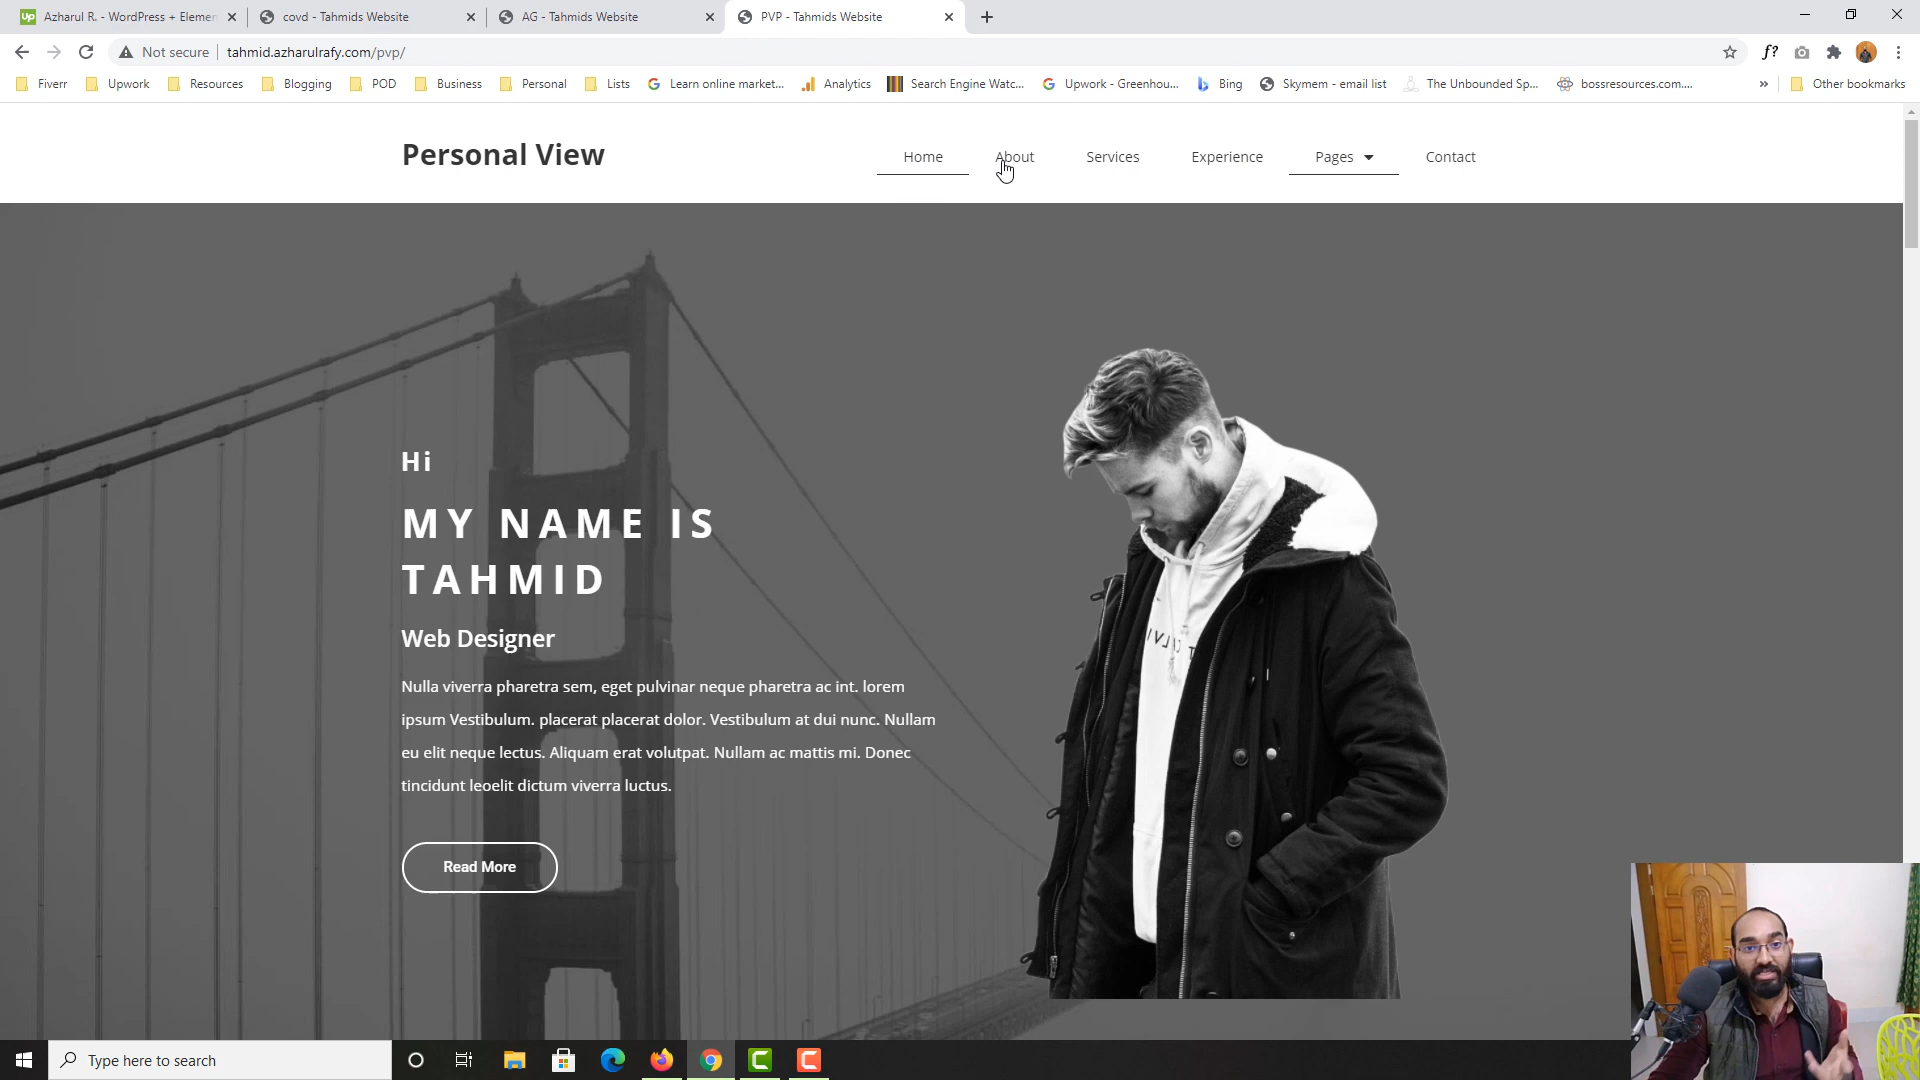 Azharul R. - WordPress + Elemen
covd - Tahmids Website
AG - Tahmids Website
PVP - Tahmids Website
Not secure
tahmid.azharulrafy.com/pvp/
Fiverr
Upwork
Resources
Blogging
POD
Business
Personal
Lists
Learn online market...
Analytics
Search Engine Watc...
Upwork - Greenhou...
Bing
Skymem - email list
The Unbounded Sp...
bossresources.com....
Other bookmarks
Personal View
Home
About
Services
Experience
Pages
Contact
Hi
MY NAME IS
TAHMID
Web Designer
Nulla viverra pharetra sem, eget pulvinar neque pharetra ac int. lorem
ipsum Vestibulum. placerat placerat dolor. Vestibulum at dui nunc. Nullam
eu elit neque lectus. Aliquam erat volutpat. Nullam ac mattis mi. Donec
tincidunt leoelit dictum viverra luctus.
Read More
Type here to search